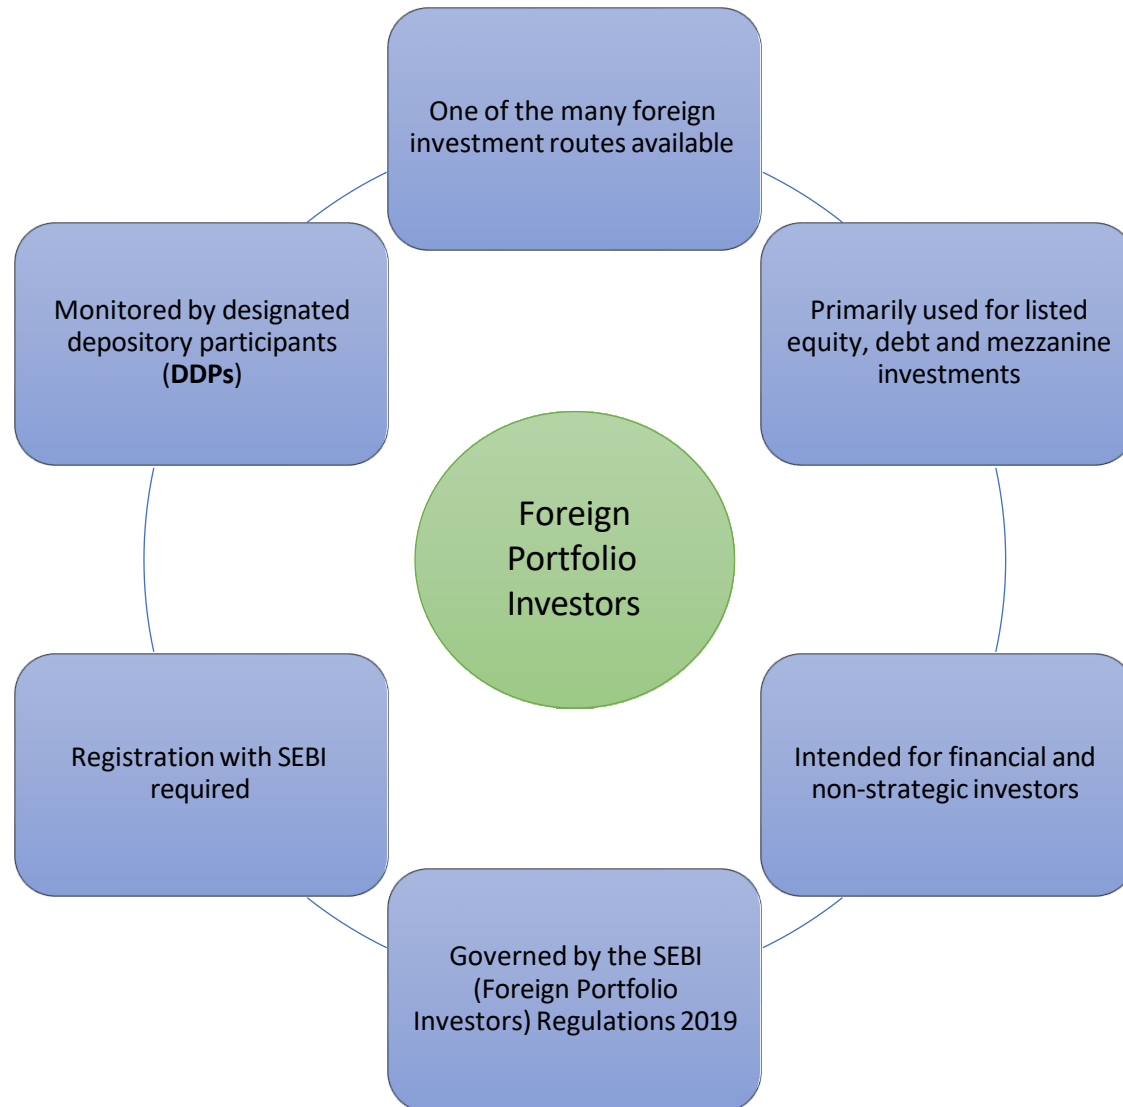 One of the many foreign
investment routes available
Primarily used for listed
equity, debt and mezzanine
investments
Intended for financial and
non-strategic investors
Governed by the SEBI
(Foreign Portfolio
Investors) Regulations 2019
Registration with SEBI
required
Monitored by designated
depository participants
(DDPs)
Foreign
Portfolio
Investors